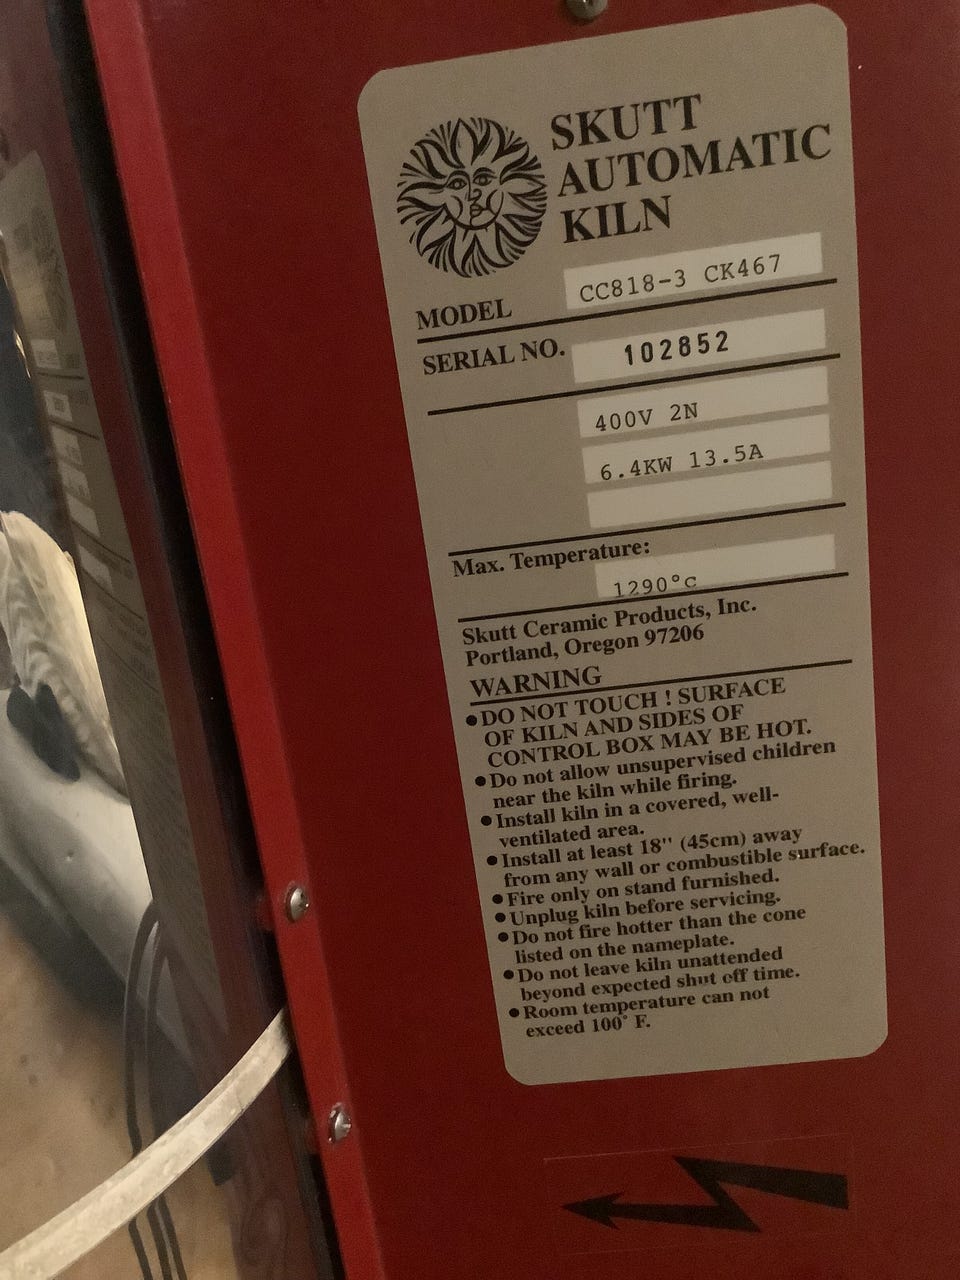 SKUTT
AUTOMATIC
KILN
MODEL CC818-3 CK467
SERIAL NO. 102852
400V 2N
6.4KW 13.5A
Max. Temperature:
1290°c
Skutt Ceramic Products, Inc.
Portland, Oregon 97206
WARNING
•DO NOT TOUCH ! SURFACE
OF KILN AND SIDES OF
CONTROL BOX MAY BE HOT.
•Do not allow unsupervised children
near the kiln while firing.
•Install kiln in a covered, well-
ventilated area.
•Install at least 18" (45cm) away
from any wall or combustible surface.
•Fire only on stand furnished.
•Unplug kiln before servicing.
•Do not fire hotter than the cone
listed on the nameplate.
•Do not leave kiln unattended
beyond expected shut off time.
•Room temperature can not
exceed 100° F.